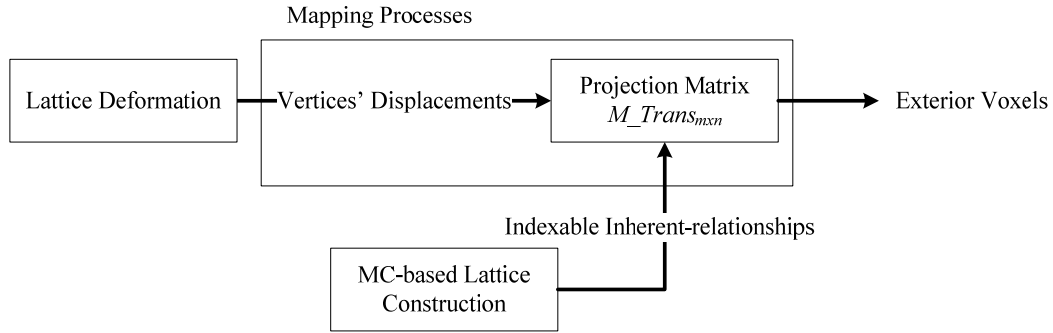 Mapping Processes
Lattice Deformation
Vertices' Displacements
Projection Matrix
M_Trans_mxn
Exterior Voxels
Indexable Inherent-relationships
MC-based Lattice
Construction